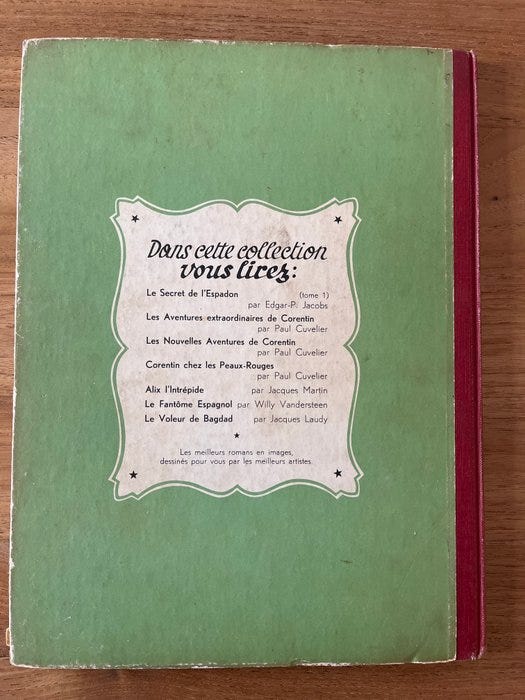 Dans cette collection
vous lirez:
Le Secret de l'Espadon (tome 1)
par Edgar-P. Jacobs
Les Aventures extraordinaires de Corentin
par Paul Cuvelier
Les Nouvelles Aventures de Corentin
par Paul Cuvelier
Corentin chez les Peaux-Rouges
par Paul Cuvelier
Alix l'Intrépide par Jacques Martin
Le Fantôme Espagnol par Willy Vandersteen
Le Voleur de Bagdad par Jacques Laudy
Les meilleurs romans en images,
dessinés pour vous par les meilleurs artistes.